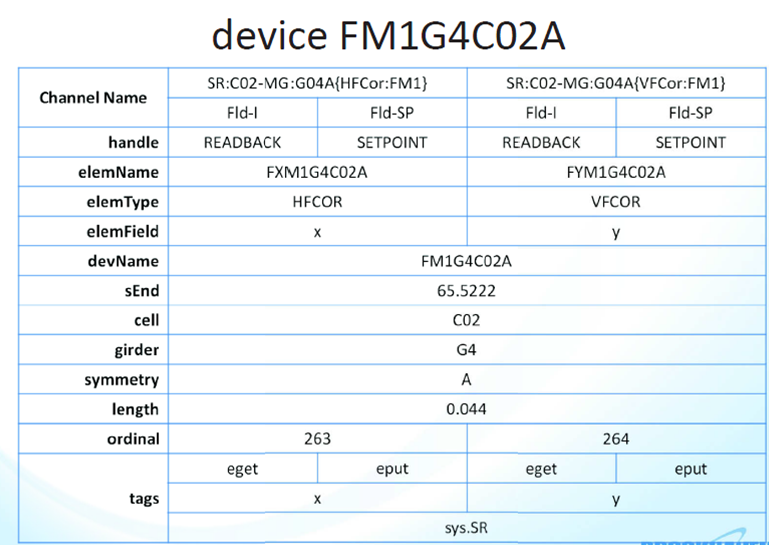 device FM1G4C02A
Channel Name SR:C02-MG:G04A{HFCor:FM1} SR:C02-MG:G04A{VFCor:FM1}
Fld-I Fld-SP Fld-I Fld-SP
handle READBACK SETPOINT READBACK SETPOINT
elemName FXM1G4C02A FYM1G4C02A
elemType HFCOR VFCOR
elemField x y
devName FM1G4C02A
sEnd 65.5222
cell C02
girder G4
symmetry A
length 0.044
ordinal 263 264
eget eput eget eput
tags x y
sys.SR